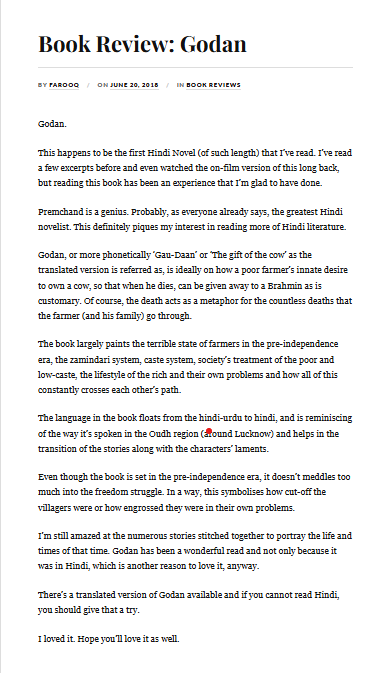 Book Review: Godan
BY FAROOQ / ON JUNE 20, 2018 / IN BOOK REVIEWS
Godan.
This happens to be the first Hindi Novel (of such length) that I've read. I've read
a few excerpts before and even watched the on-film version of this long back,
but reading this book has been an experience that I'm glad to have done.
Premchand is a genius. Probably, as everyone already says, the greatest Hindi
novelist. This definitely piques my interest in reading more of Hindi literature.
Godan, or more phonetically 'Gau-Daan' or 'The gift of the cow' as the
translated version is referred as, is ideally on how a poor farmer's innate desire
to own a cow, so that when he dies, can be given away to a Brahmin as is
customary. Of course, the death acts as a metaphor for the countless deaths that
the farmer (and his family) go through.
The book largely paints the terrible state of farmers in the pre-independence
era, the zamindari system, caste system, society's treatment of the poor and
low-caste, the lifestyle of the rich and their own problems and how all of this
constantly crosses each other's path.
The language in the book floats from the hindi-urdu to hindi, and is reminiscing
of the way it's spoken in the Oudh region (around Lucknow) and helps in the
transition of the stories along with the characters' laments.
Even though the book is set in the pre-independence era, it doesn't meddles too
much into the freedom struggle. In a way, this symbolises how cut-off the
villagers were or how engrossed they were in their own problems.
I'm still amazed at the numerous stories stitched together to portray the life and
times of that time. Godan has been a wonderful read and not only because it
was in Hindi, which is another reason to love it, anyway.
There's a translated version of Godan available and if you cannot read Hindi,
you should give that a try.
I loved it. Hope you'll love it as well.